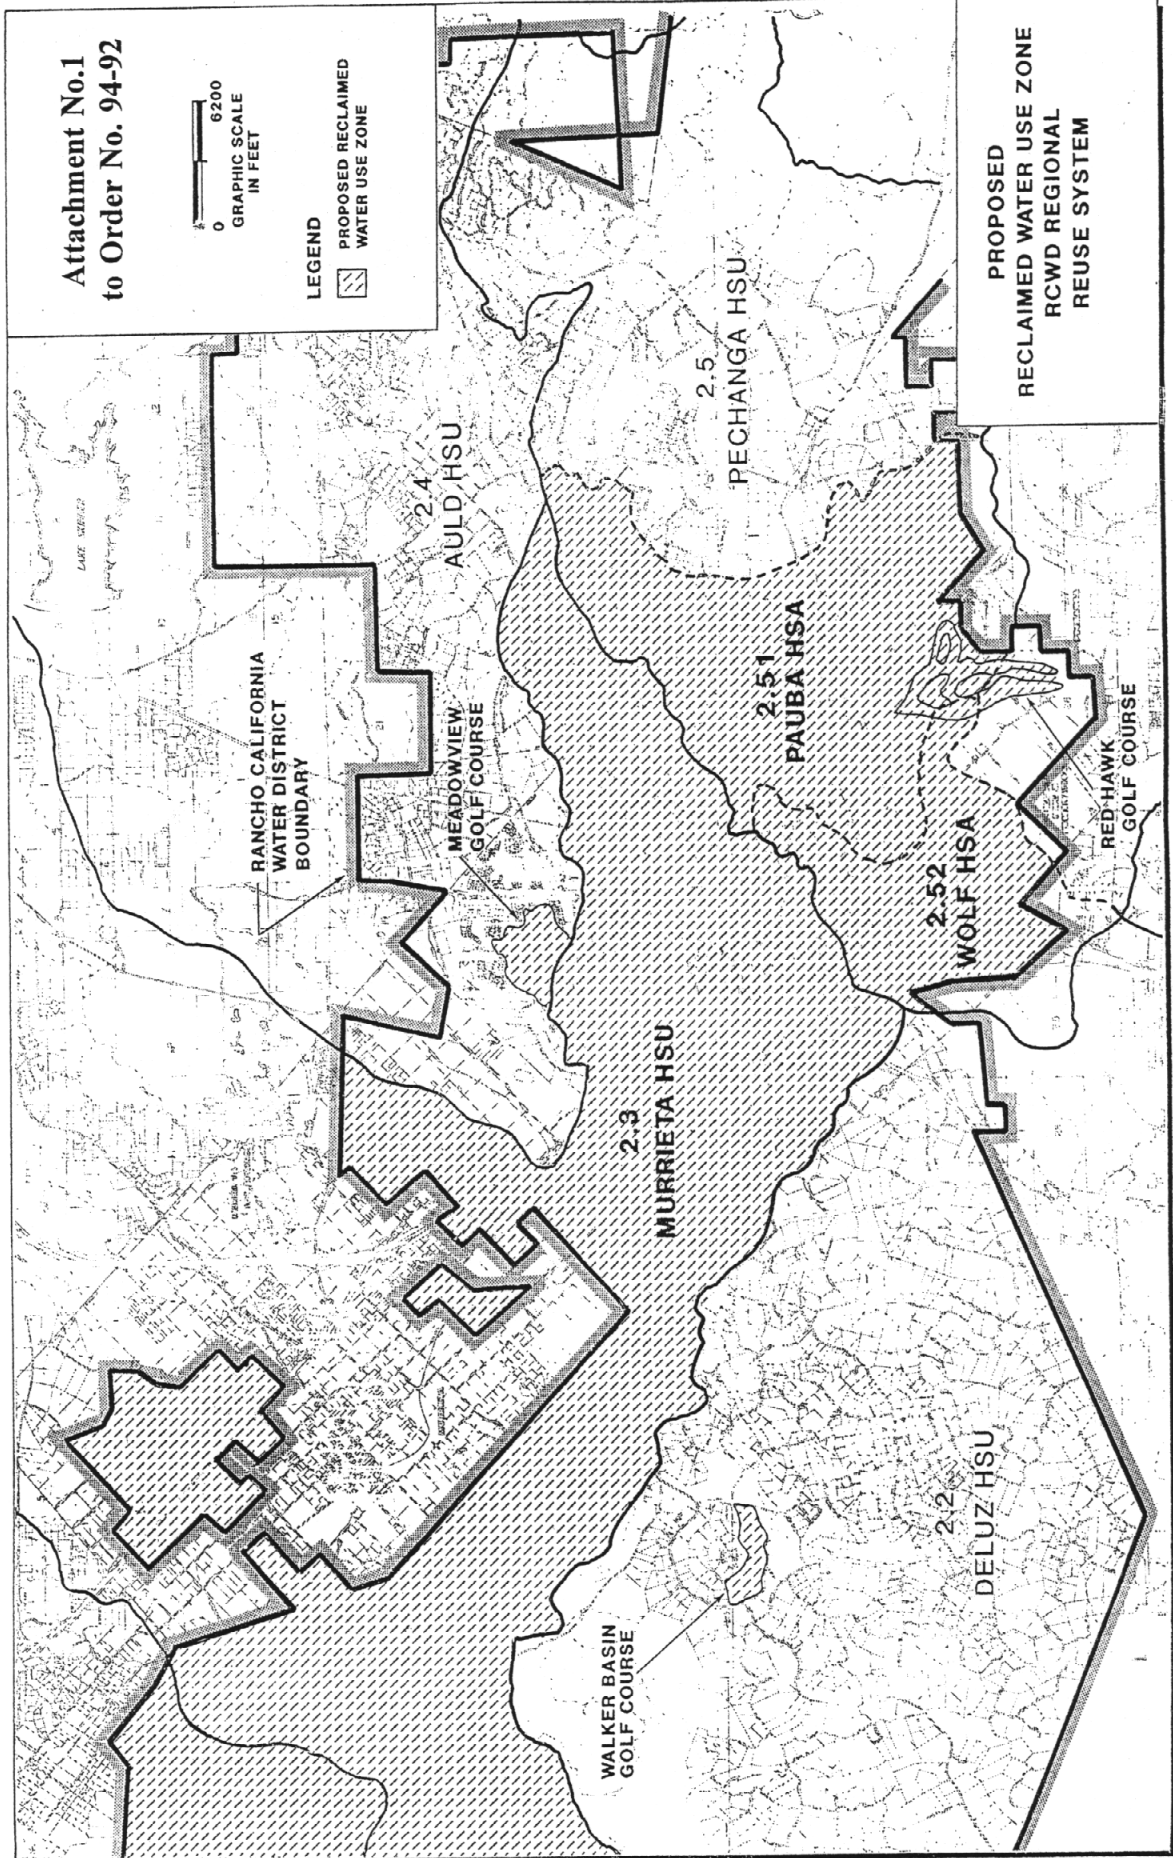 Attachment No.1
to Order No. 94-92
0 6200
GRAPHIC SCALE
IN FEET
LEGEND
PROPOSED RECLAIMED
WATER USE ZONE
RANCHO CALIFORNIA
WATER DISTRICT
BOUNDARY
MEADOWVIEW
GOLF COURSE
LAKE SKINNER
2.4
AULD HSU
2.5
PECHANGA HSU
2.51
PAUBA HSA
2.52
WOLF HSA
2.3
MURRIETA HSU
2.2
DELUZ HSU
WALKER BASIN
GOLF COURSE
RED HAWK
GOLF COURSE
PROPOSED
RECLAIMED WATER USE ZONE
RCWD REGIONAL
REUSE SYSTEM